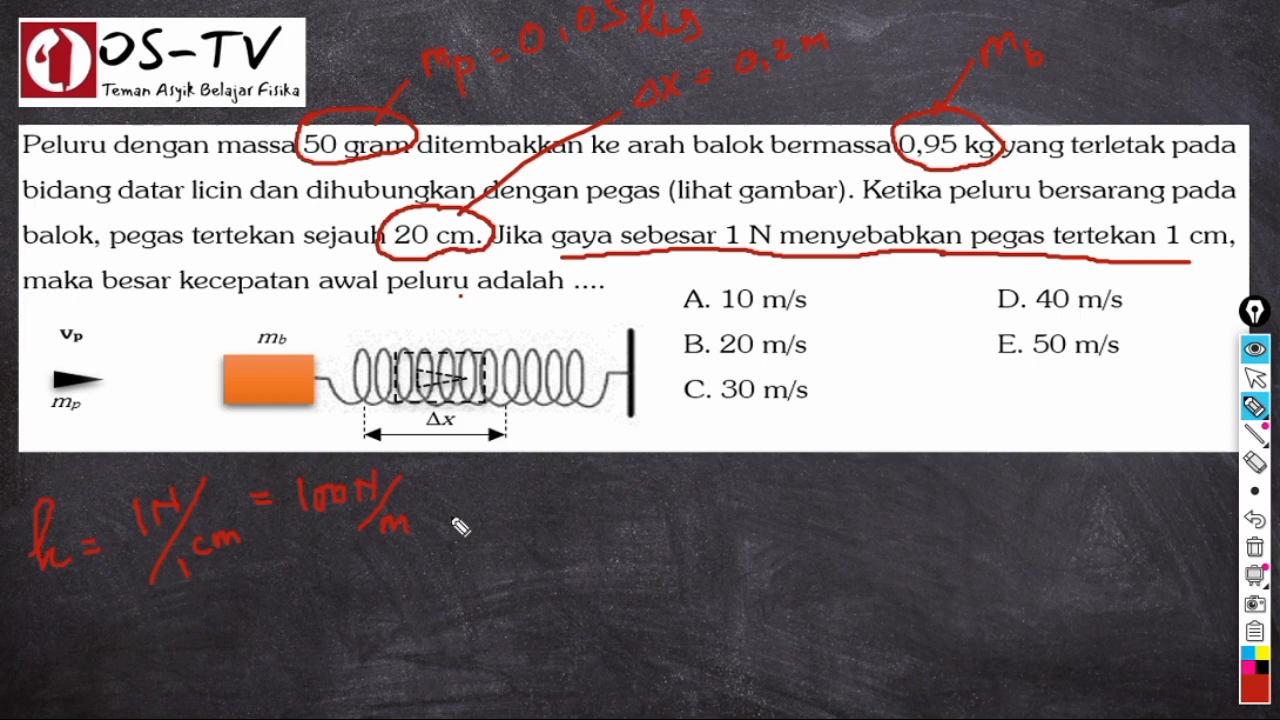 OS-TV
Teman Asyik Belajar Fisika
mp = 0,05 kg
Δx = 0,2 m
mb
Peluru dengan massa 50 gram ditembakkan ke arah balok bermassa 0,95 kg yang terletak pada
bidang datar licin dan dihubungkan dengan pegas (lihat gambar). Ketika peluru bersarang pada
balok, pegas tertekan sejauh 20 cm. Jika gaya sebesar 1 N menyebabkan pegas tertekan 1 cm,
maka besar kecepatan awal peluru adalah ....
A. 10 m/s
B. 20 m/s
C. 30 m/s
D. 40 m/s
E. 50 m/s
vp
mp
mb
Δx
k = 1N/1cm = 100N/m